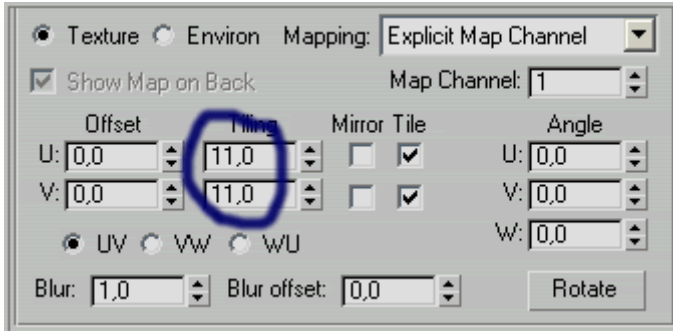 Texture Environ Mapping: Explicit Map Channel
Show Map on Back Map Channel: 1
Offset Tiling Mirror Tile Angle
U: 0,0 11,0 U: 0,0
V: 0,0 11,0 V: 0,0
UV VW WU W: 0,0
Blur: 1,0 Blur offset: 0,0 Rotate